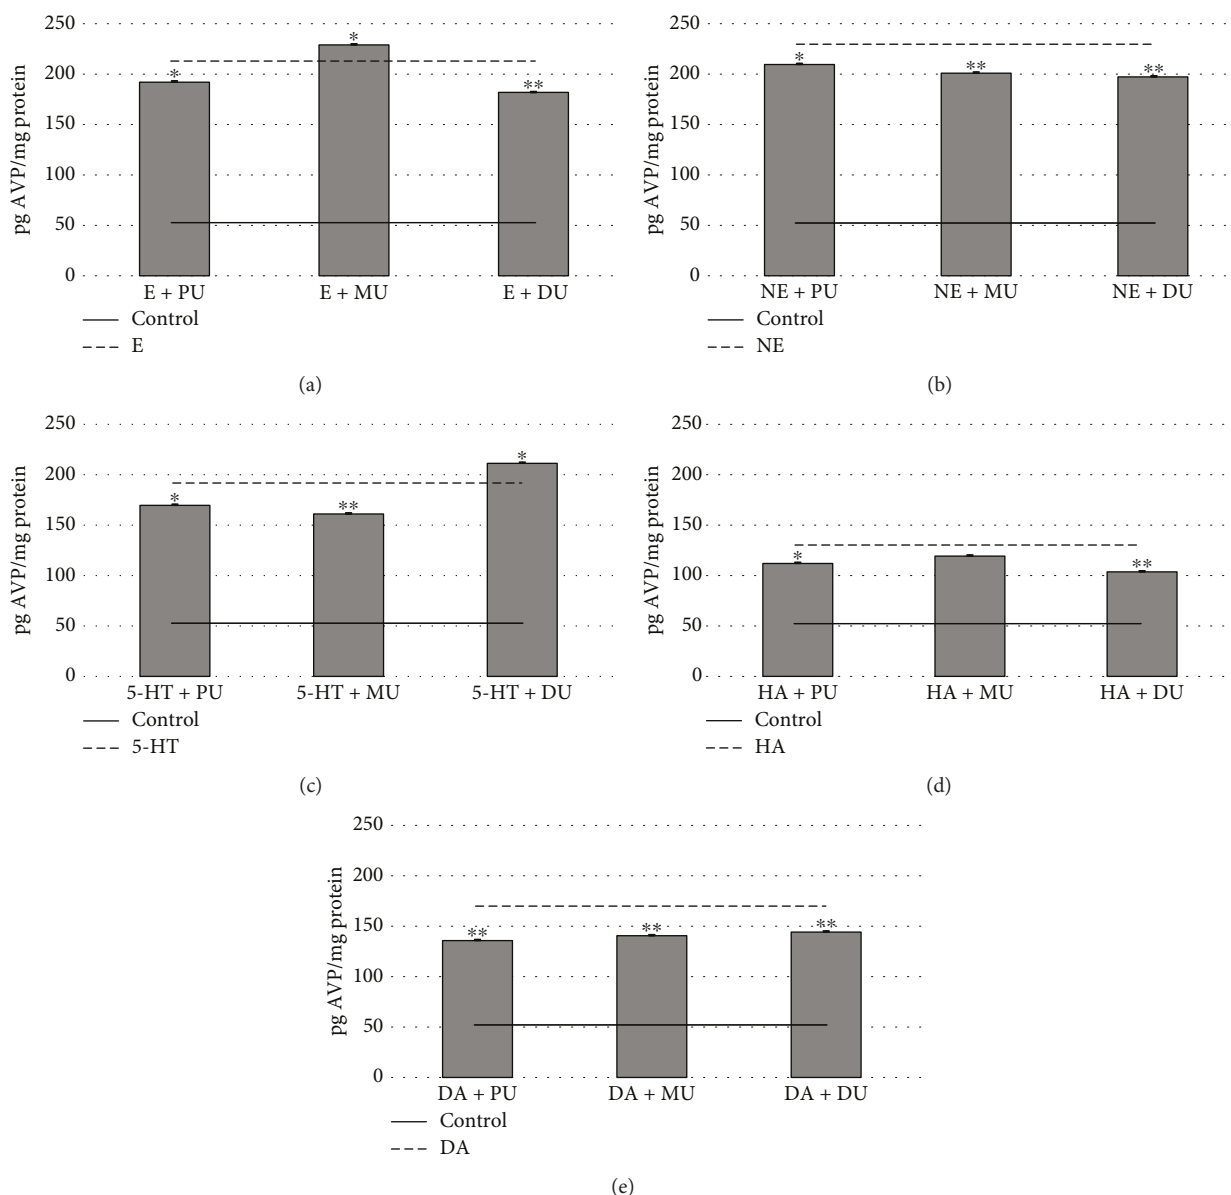 pg AVP/mg protein
250
200
150
100
50
0
*
*
**
E + PU
E + MU
E + DU
Control
E
(a)
pg AVP/mg protein
250
200
150
100
50
0
*
**
**
NE + PU
NE + MU
NE + DU
Control
NE
(b)
pg AVP/mg protein
250
200
150
100
50
0
*
**
*
5-HT + PU
5-HT + MU
5-HT + DU
Control
5-HT
(c)
pg AVP/mg protein
250
200
150
100
50
0
*
**
HA + PU
HA + MU
HA + DU
Control
HA
(d)
pg AVP/mg protein
250
200
150
100
50
0
**
**
**
DA + PU
DA + MU
DA + DU
Control
DA
(e)